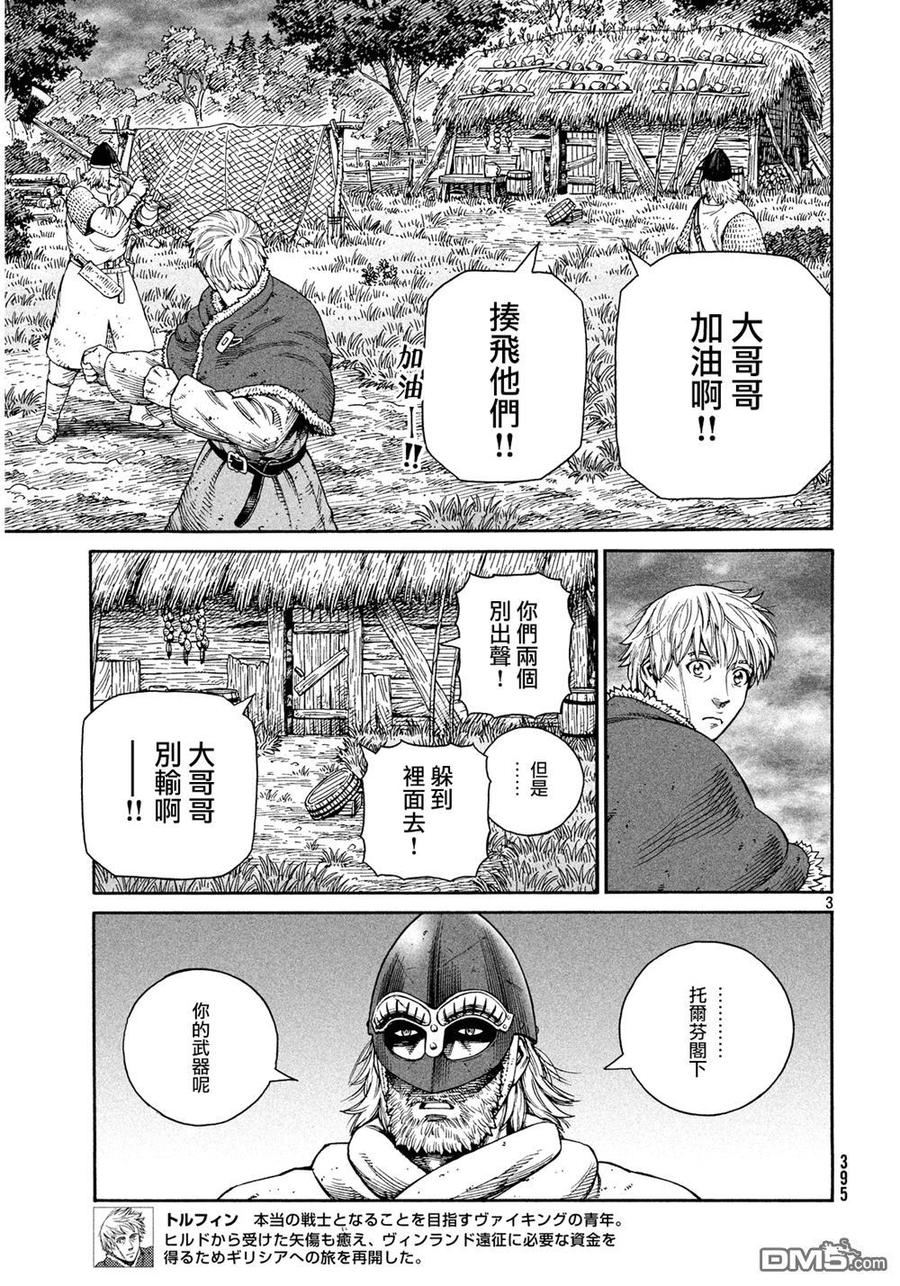 大哥哥
加油啊!!
揍飛他們!!
加油—!!
你們兩個
別出聲！
但是
……
躲到
裡面去！
大哥哥
別輸啊
——!!
3
…………
托爾芬閣下
你的武器呢
395
トルフィン　本当の戦士となることを目指すヴァイキングの青年。
ヒルドから受けた矢傷も癒え、ヴィンランド遠征に必要な資金を
得るためギリシアへの旅を再開した。
DM5.com